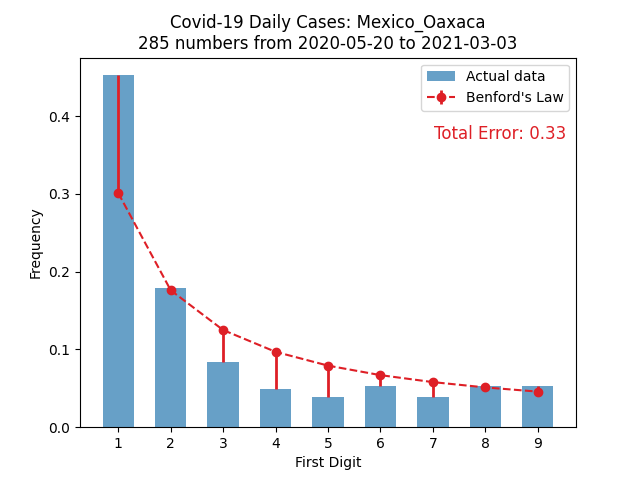 Covid-19 Daily Cases: Mexico_Oaxaca
285 numbers from 2020-05-20 to 2021-03-03
Actual data
Benford's Law
Total Error: 0.33
Frequency
0.4
0.3
0.2
0.1
0.0
1 2 3 4 5 6 7 8 9
First Digit